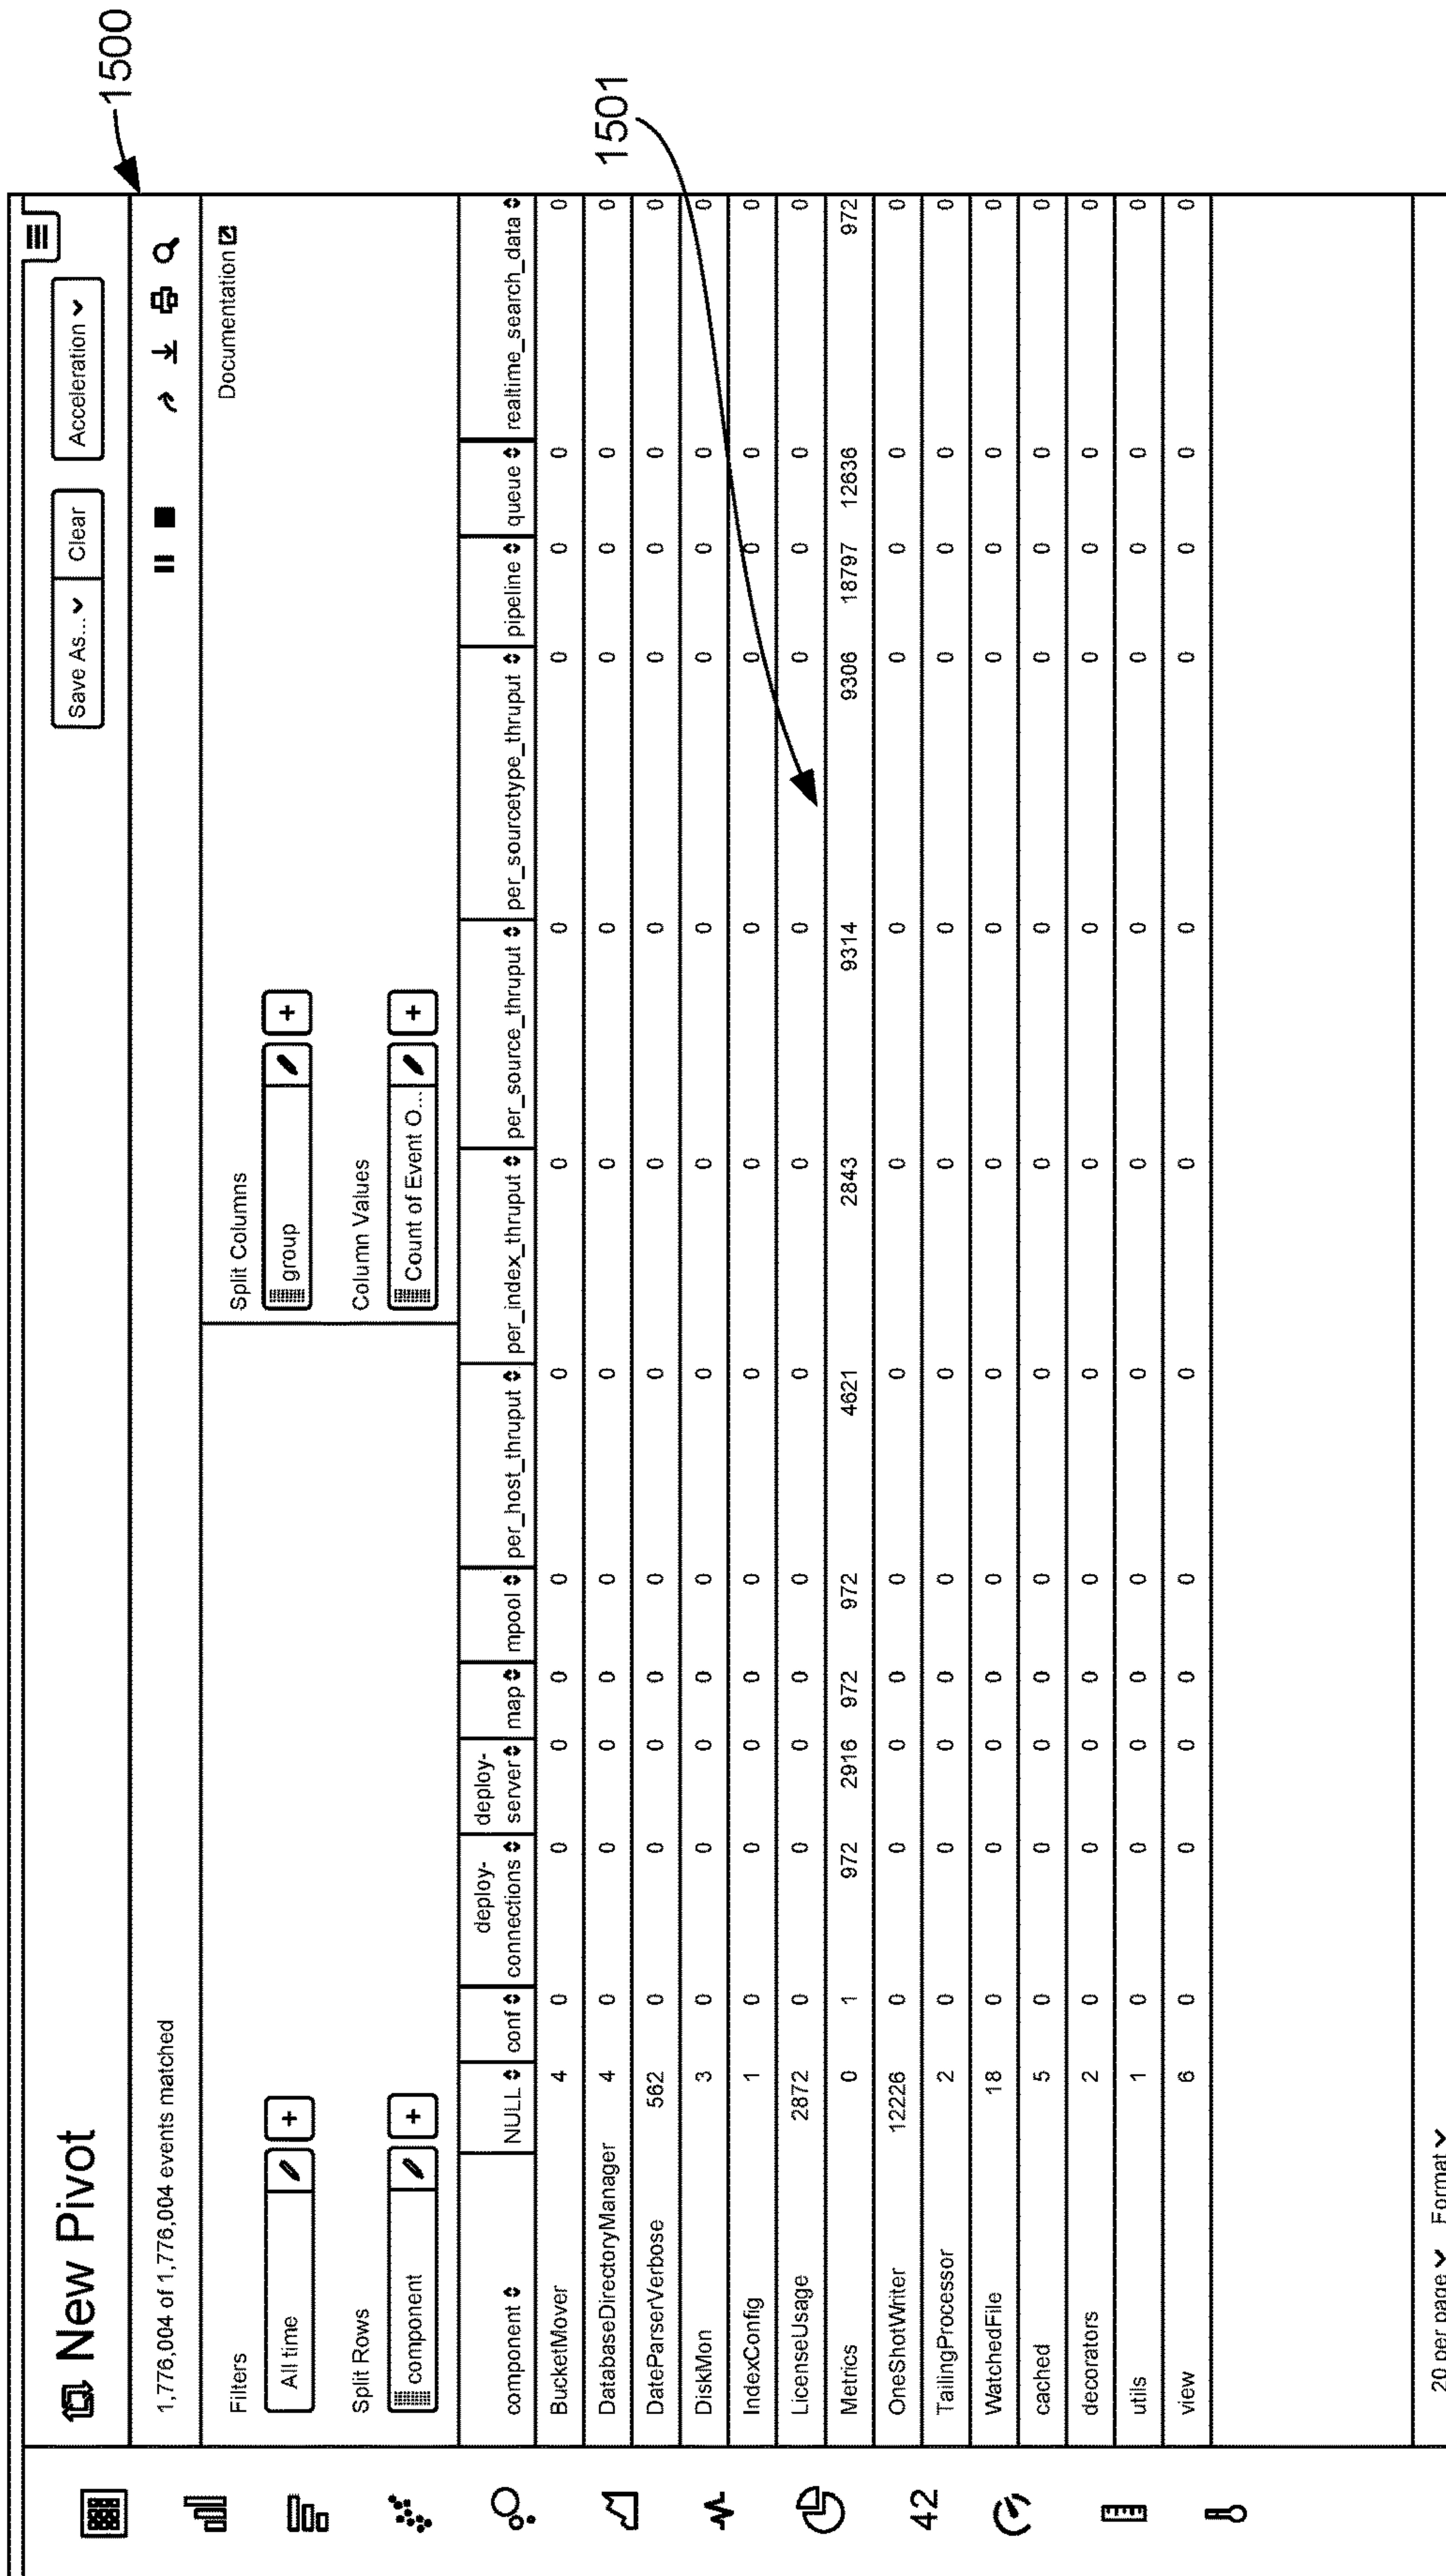 New Pivot
Save As... Clear Acceleration
1500
1,776,004 of 1,776,004 events matched
Filters
Split Columns
Documentation
All time +
group +
Split Rows
Column Values
component +
Count of Event O... +
1501
component NULL conf deploy-connections deploy-server map mpool per_host_thruput per_index_thruput per_source_thruput per_sourcetype_thruput pipeline queue realtime_search_data
BucketMover 4 0 0 0 0 0 0 0 0 0 0 0 0
DatabaseDirectoryManager 4 0 0 0 0 0 0 0 0 0 0 0 0
DateParserVerbose 562 0 0 0 0 0 0 0 0 0 0 0 0
DiskMon 3 0 0 0 0 0 0 0 0 0 0 0 0
IndexConfig 1 0 0 0 0 0 0 0 0 0 0 0 0
LicenseUsage 2872 0 0 0 0 0 0 0 0 0 0 0 0
Metrics 0 1 972 2916 972 972 4621 2843 9314 9306 18797 12636 972
OneShotWriter 12226 0 0 0 0 0 0 0 0 0 0 0 0
TailingProcessor 2 0 0 0 0 0 0 0 0 0 0 0 0
WatchedFile 18 0 0 0 0 0 0 0 0 0 0 0 0
cached 5 0 0 0 0 0 0 0 0 0 0 0 0
decorators 2 0 0 0 0 0 0 0 0 0 0 0 0
utils 1 0 0 0 0 0 0 0 0 0 0 0 0
view 6 0 0 0 0 0 0 0 0 0 0 0 0
42
20 per page Format